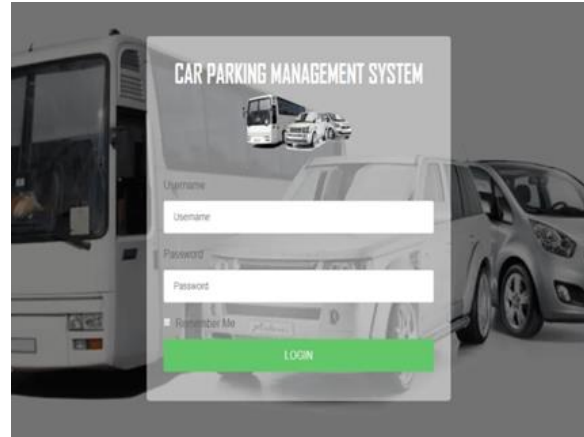 CAR PARKING MANAGEMENT SYSTEM
Username
Username
Password
Password
Remember Me
LOGIN